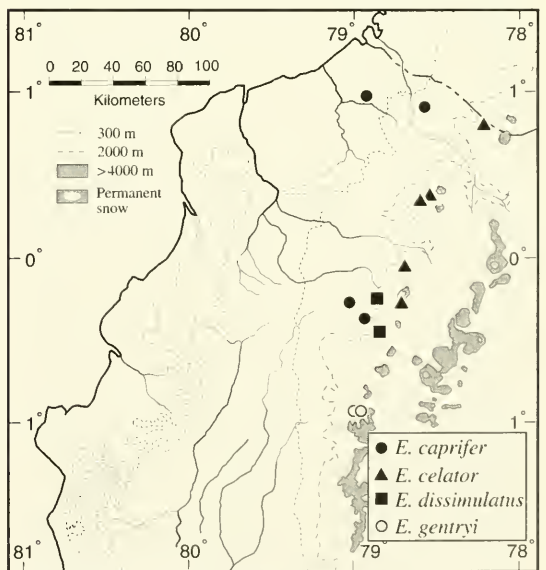 81° 80° 79° 78°
0 20 40 60 80 100
Kilometers
300 m
2000 m
>4000 m
Permanent
snow
1° 1°
0° 0
1° 1°
E. caprifer
E. celator
E. dissimulatus
E. gentryi
81° 80° 79° 78°